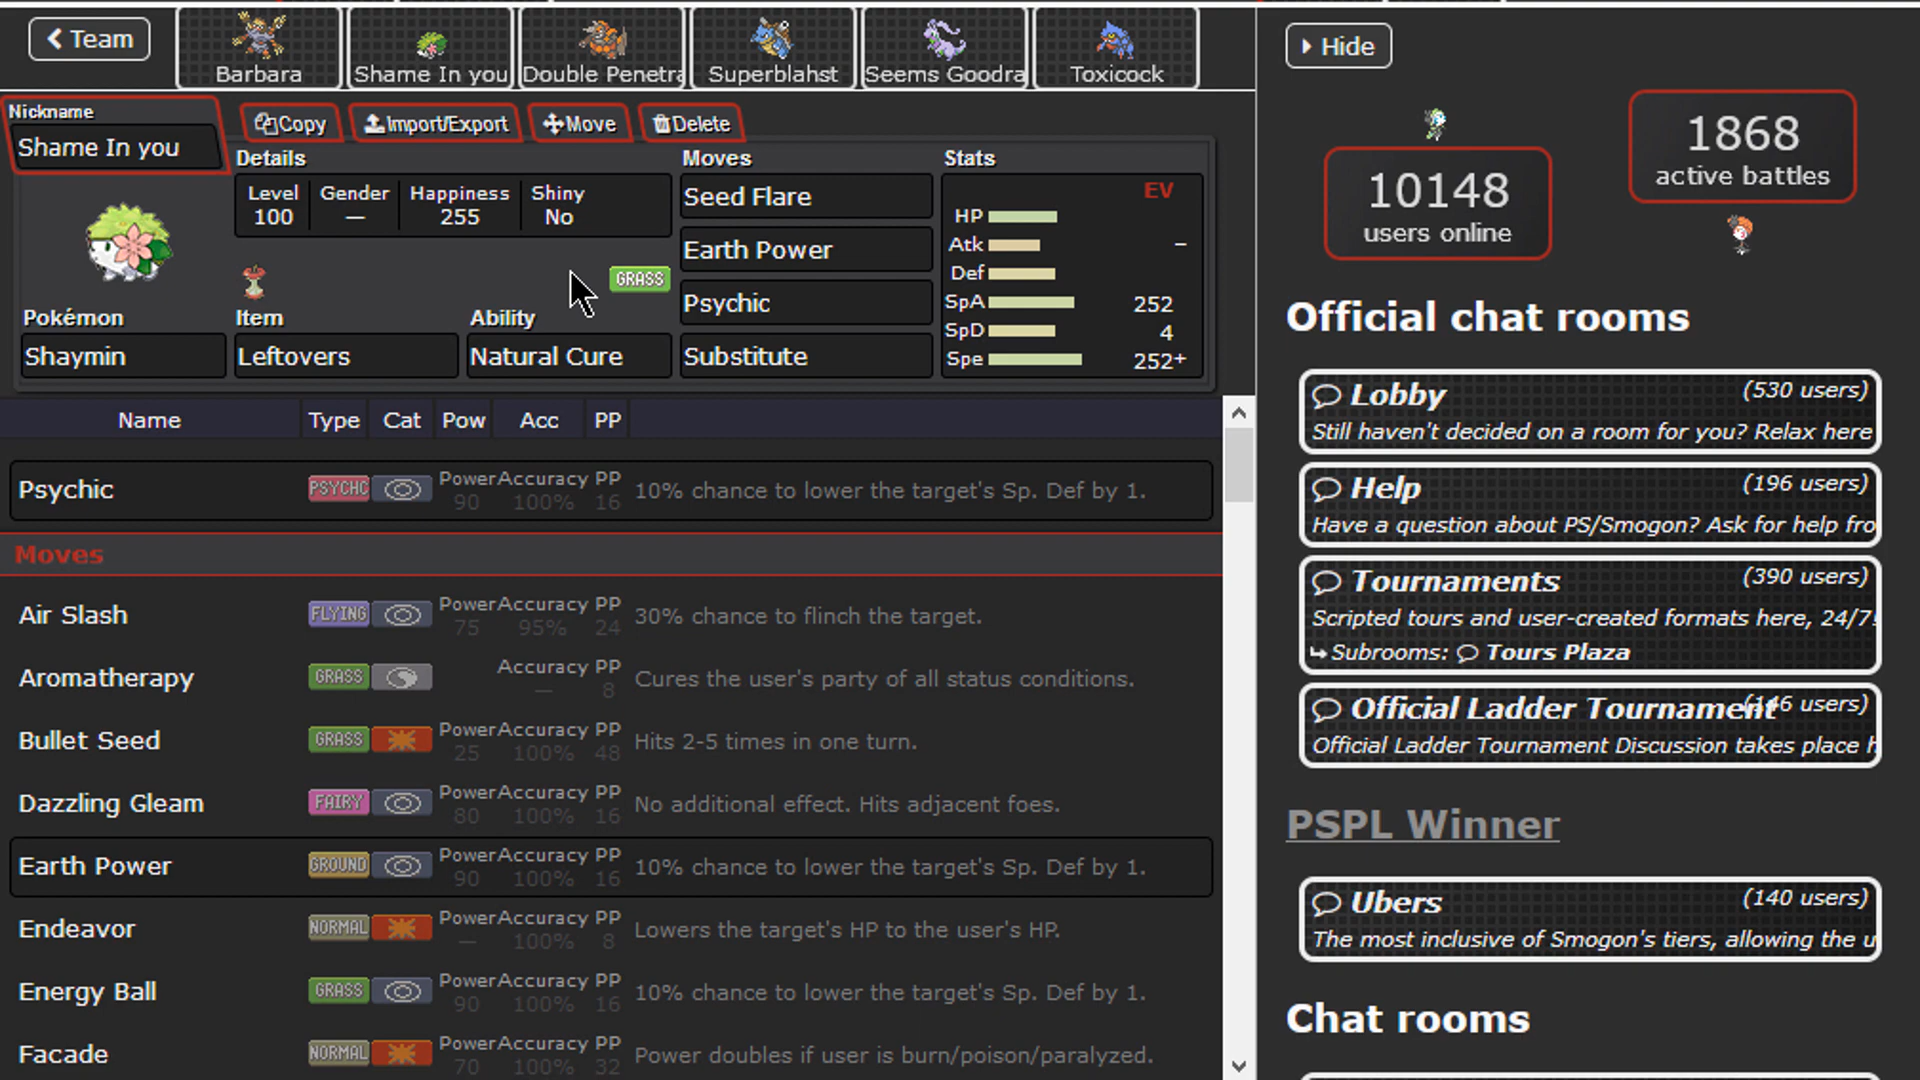 Team
Barbara
Shame In you
Double Penetra
Superblahst
Seems Goodra
Toxicock
Hide
Nickname
Shame In you
Copy
Import/Export
Move
Delete
Details
Level
100
Gender
—
Happiness
255
Shiny
No
GRASS
Pokémon
Shaymin
Item
Leftovers
Ability
Natural Cure
Moves
Seed Flare
Earth Power
Psychic
Substitute
Stats
EV
HP
Atk –
Def
SpA 252
SpD 4
Spe 252+
Name Type Cat Pow Acc PP
Psychic PSYCHC Power 90 Accuracy 100% PP 16 10% chance to lower the target's Sp. Def by 1.
Moves
Air Slash FLYING Power 75 Accuracy 95% PP 24 30% chance to flinch the target.
Aromatherapy GRASS Accuracy — PP 8 Cures the user's party of all status conditions.
Bullet Seed GRASS Power 25 Accuracy 100% PP 48 Hits 2-5 times in one turn.
Dazzling Gleam FAIRY Power 80 Accuracy 100% PP 16 No additional effect. Hits adjacent foes.
Earth Power GROUND Power 90 Accuracy 100% PP 16 10% chance to lower the target's Sp. Def by 1.
Endeavor NORMAL Power — Accuracy 100% PP 8 Lowers the target's HP to the user's HP.
Energy Ball GRASS Power 90 Accuracy 100% PP 16 10% chance to lower the target's Sp. Def by 1.
Facade NORMAL Power 70 Accuracy 100% PP 32 Power doubles if user is burn/poison/paralyzed.
10148
users online
1868
active battles
Official chat rooms
Lobby (530 users)
Still haven't decided on a room for you? Relax here
Help (196 users)
Have a question about PS/Smogon? Ask for help fro
Tournaments (390 users)
Scripted tours and user-created formats here, 24/7!
Subrooms: Tours Plaza
Official Ladder Tournament (146 users)
Official Ladder Tournament Discussion takes place h
PSPL Winner
Ubers (140 users)
The most inclusive of Smogon's tiers, allowing the u
Chat rooms